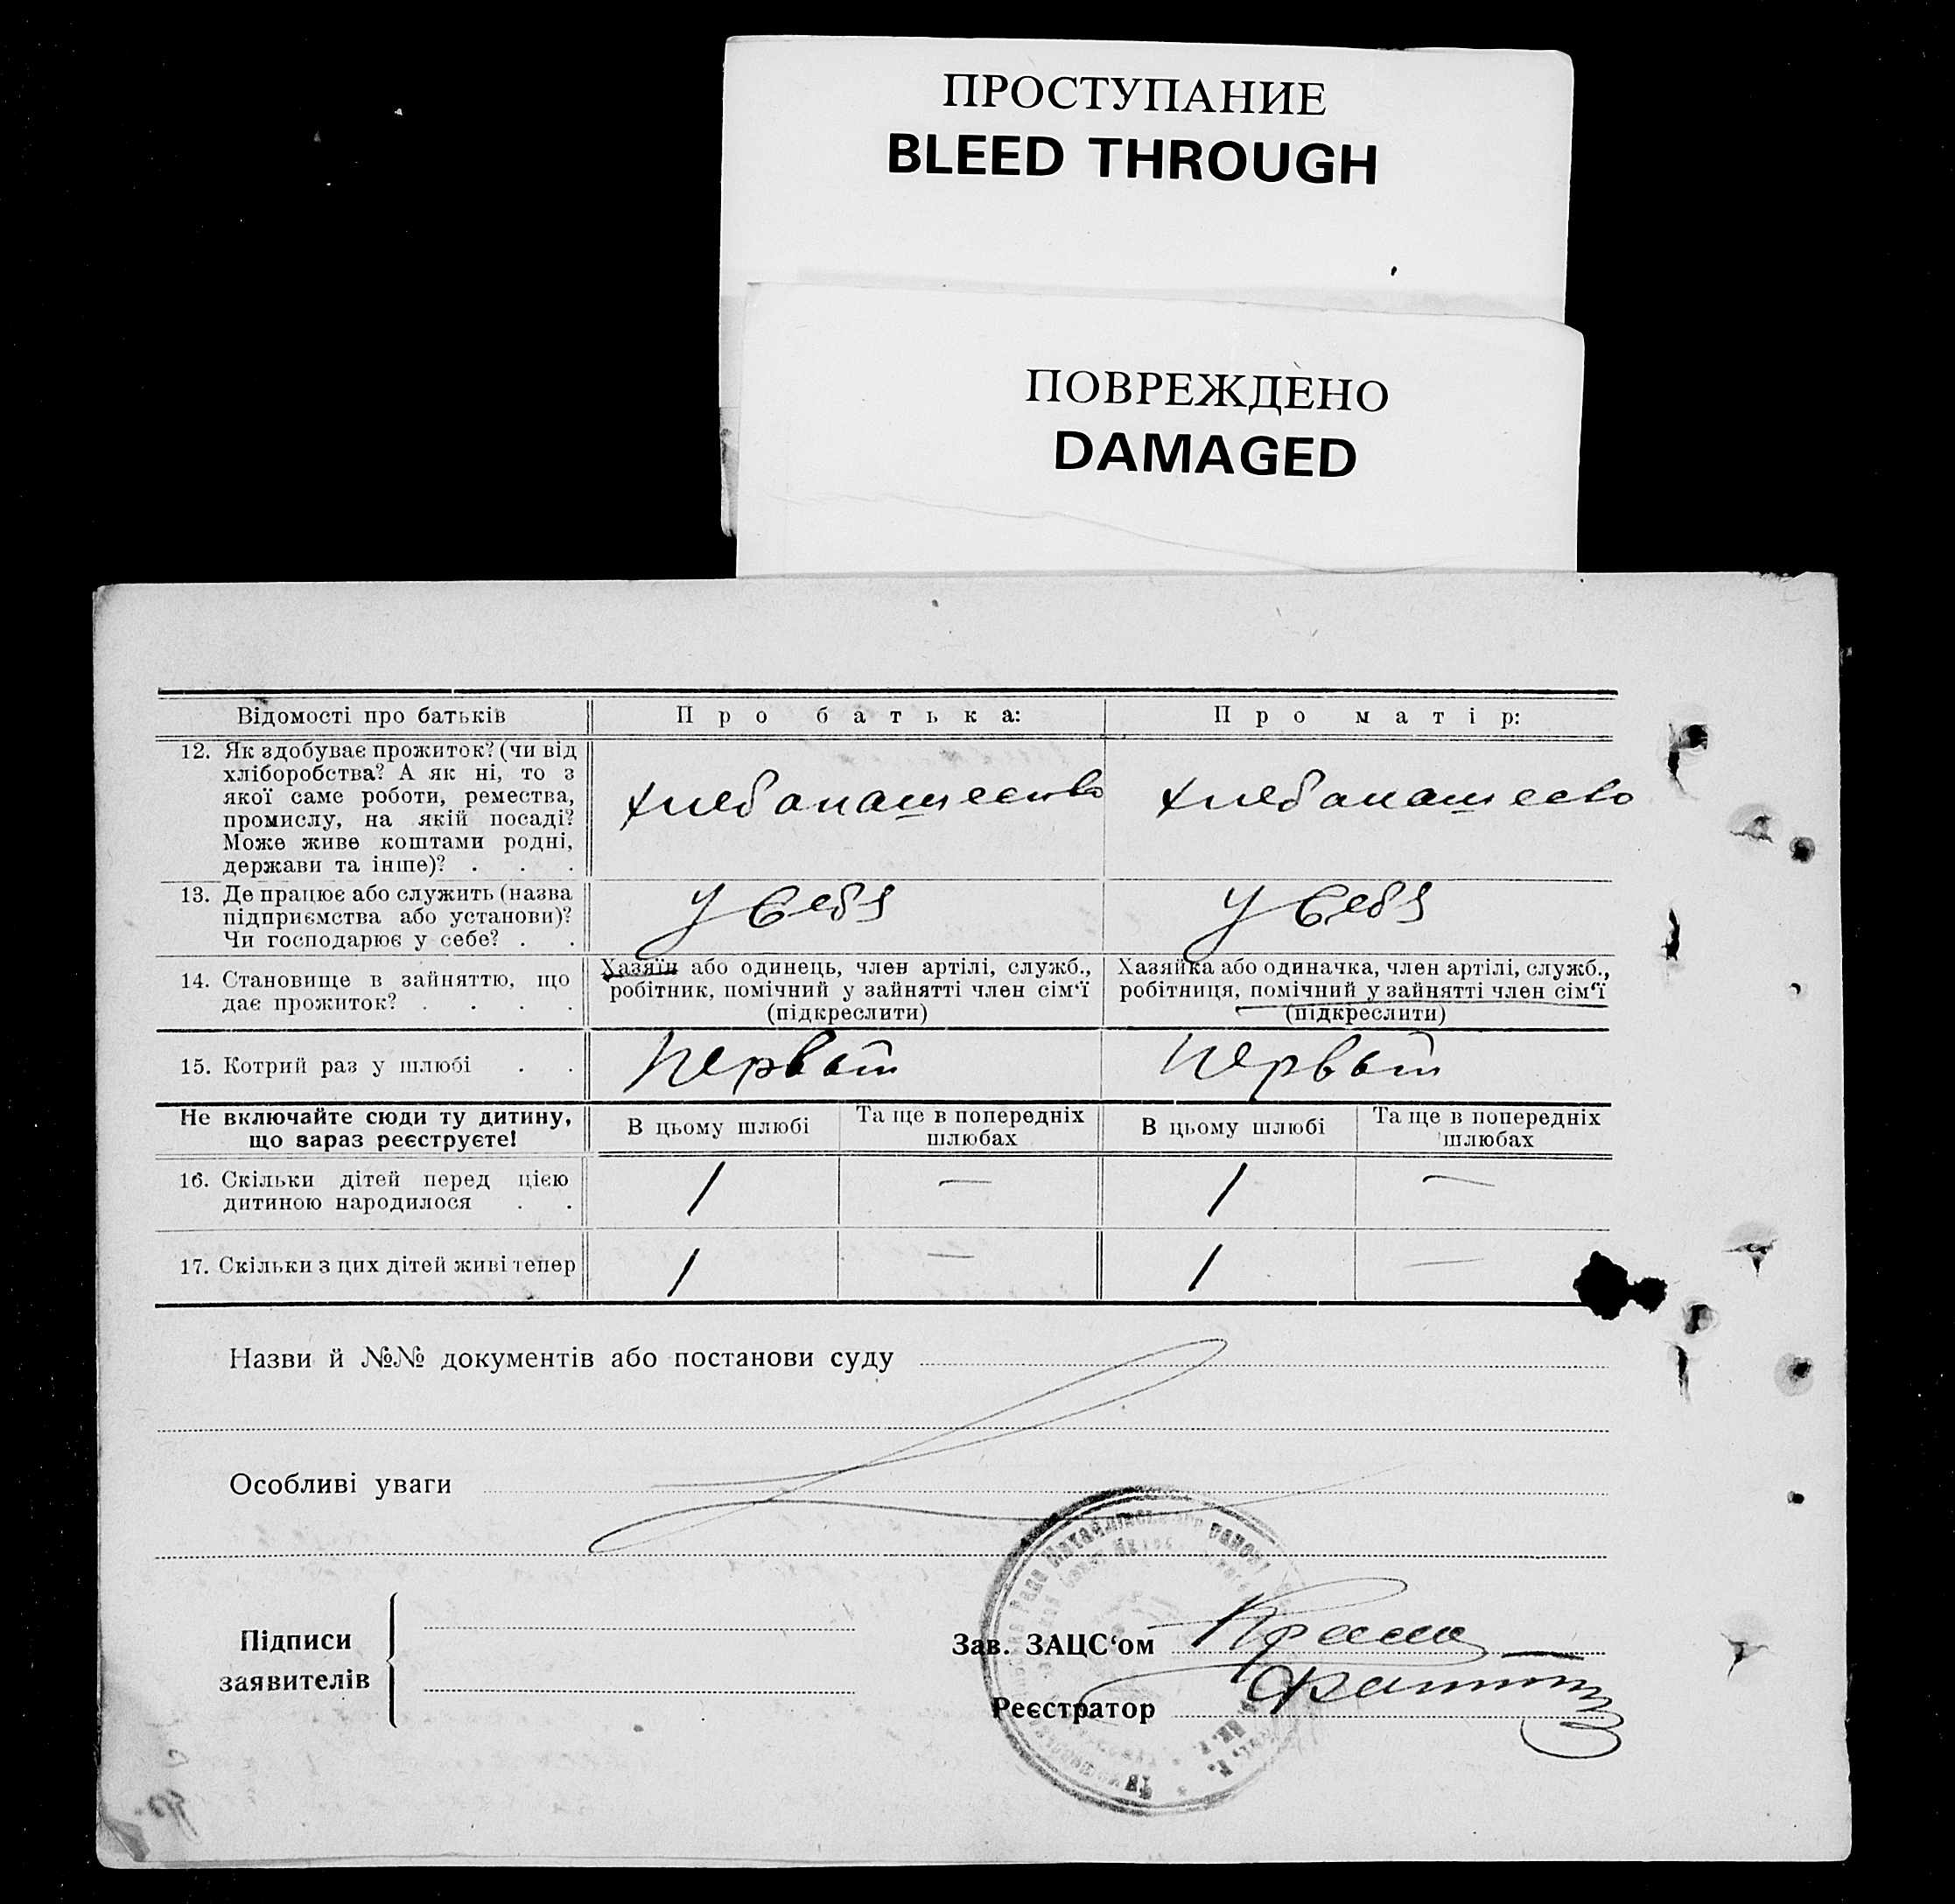 ПРОСТУПАНИЕ
BLEED THROUGH
ПОВРЕЖДЕНО
DAMAGED
Відомості про батьків
Про батька:
Про матір:
12. Як здобуває прожиток? (чи від
хліборобства? А як ні, то з
якої саме роботи, ремества,
промислу, на якій посаді?
Може живе коштами родні,
держави та інше)? . . .
хлебопашество
хлебопашесво
13. Де працює або служить (назва
підприємства або установи)?
Чи господарює у себе? . .
у себя
у себя
14. Становище в зайняттю, що
дає прожиток? . . . .
Хазяїн або одинець, член артілі, служб.,
робітник, помічний у зайнятті член сім'ї
(підкреслити)
Хазяйка або одиначка, член артілі, служб.,
робітниця, помічний у зайнятті член сім'ї
(підкреслити)
15. Котрий раз у шлюбі . .
первый
первый
Не включайте сюди ту дитину,
що зараз реєструєте!
В цьому шлюбі
Та ще в попередніх
шлюбах
В цьому шлюбі
Та ще в попередніх
шлюбах
16. Скільки дітей перед цією
дитиною народилося . .
1
—
1
—
17. Скільки з цих дітей живі тепер
1
—
1
—
Назви й №№ документів або постанови суду
Особливі уваги
Підписи
заявителів
Зав. ЗАЦС'ом
Реєстратор